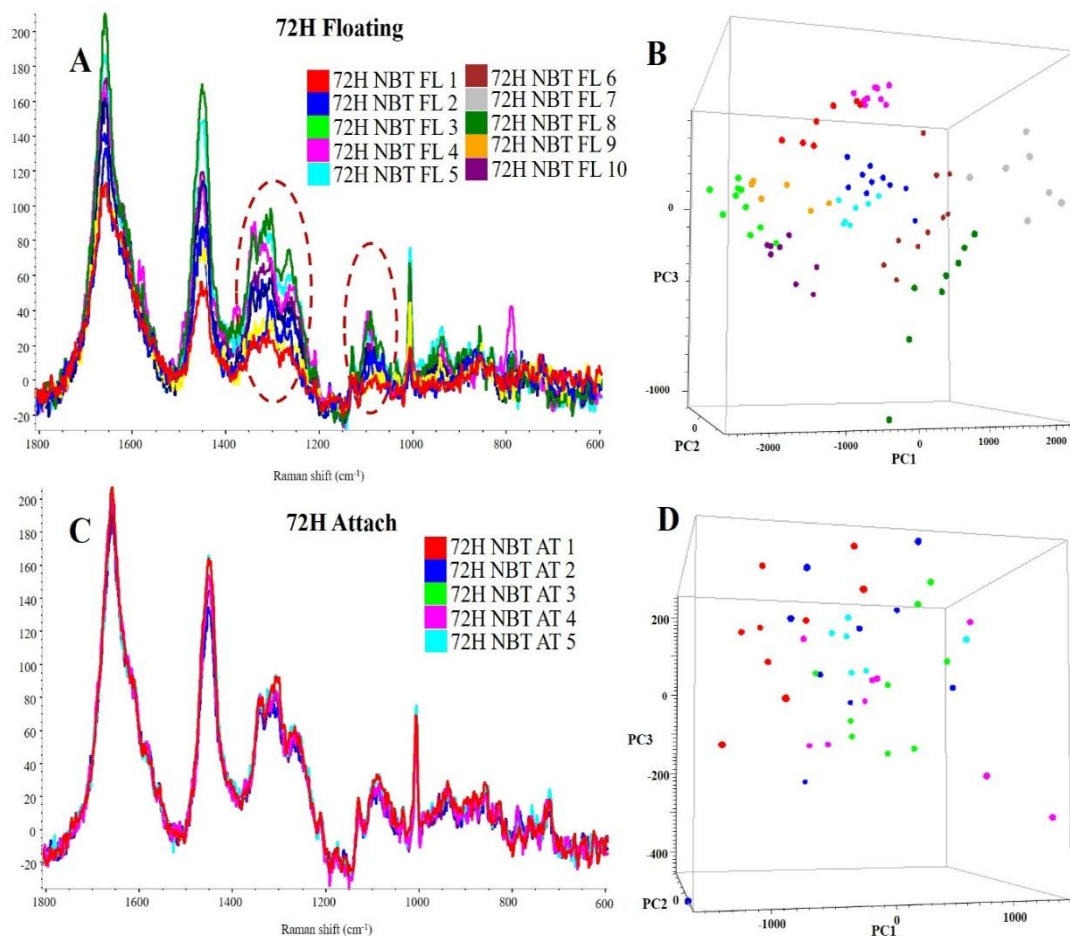 72H Floating
A
72H NBT FL 1
72H NBT FL 2
72H NBT FL 3
72H NBT FL 4
72H NBT FL 5
72H NBT FL 6
72H NBT FL 7
72H NBT FL 8
72H NBT FL 9
72H NBT FL 10
200
180
160
140
120
100
80
60
40
20
0
-20
1800 1600 1400 1200 1000 800 600
Raman shift (cm⁻¹)
B
0
PC3
-1000
0
PC2
-2000 -1000 0 1000 2000
PC1
C
72H Attach
72H NBT AT 1
72H NBT AT 2
72H NBT AT 3
72H NBT AT 4
72H NBT AT 5
200
180
160
140
120
100
80
60
40
20
0
-20
1800 1600 1400 1200 1000 800 600
Raman shift (cm⁻¹)
D
200
0
PC3
-200
-400
PC2 0
-1000 0 1000
PC1